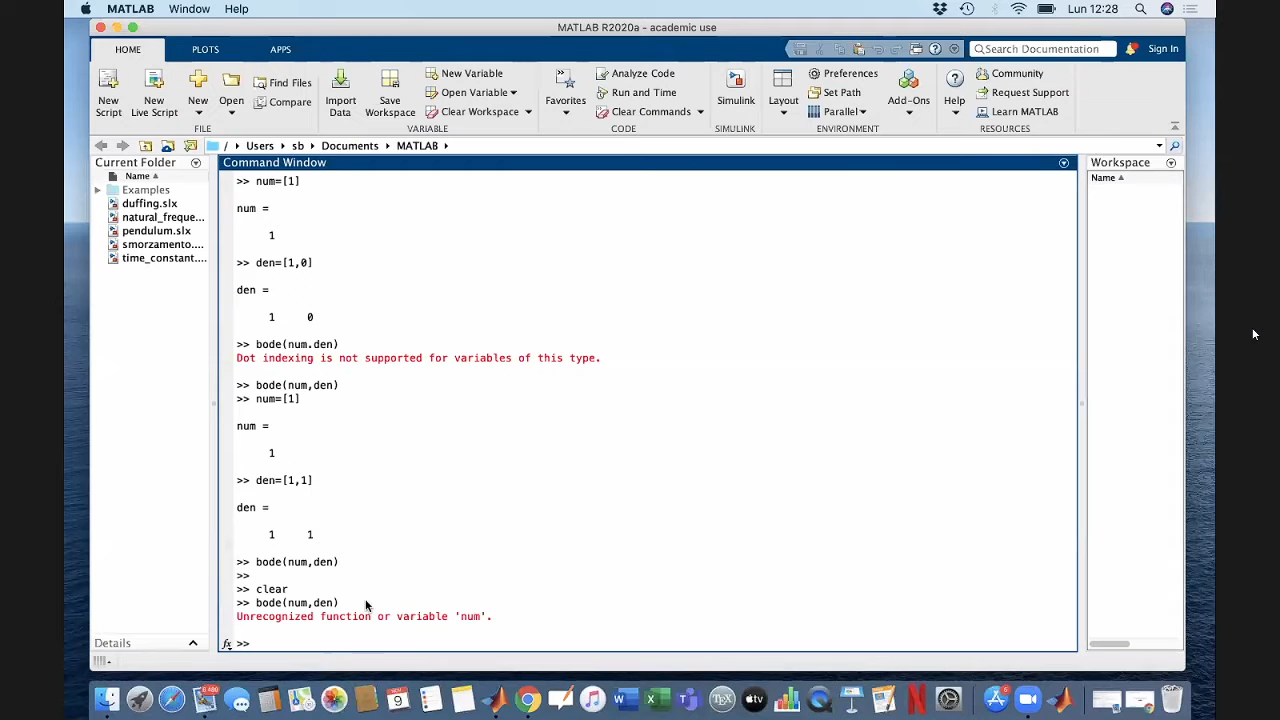 MATLAB Window Help Lun 12:28
MATLAB R2020a - academic use
HOME PLOTS APPS Search Documentation Sign In
New Script New Live Script New Open Find Files Compare
Import Data Save Workspace New Variable Open Variable Clear Workspace
Favorites Analyze Code Run and Time Clear Commands
Simulink Layout Preferences Set Path Parallel Add-Ons
Help Community Request Support Learn MATLAB
FILE VARIABLE CODE SIMULINK ENVIRONMENT RESOURCES
/ Users sb Documents MATLAB
Current Folder
Name
Examples
duffing.slx
natural_freque...
pendulum.slx
smorzamento....
time_constant....
Details
Command Window
>> num=[1]
num =
1
>> den=[1,0]
den =
1 0
>> bode(num.den)
Dot indexing is not supported for variables of this type.
>> bode(num,den)
>> num=[1]
num =
1
>> den=[1,1]
den =
1
>> bode(num,den)
>>
>> clear
>> bode(num,den)
Unrecognized function or variable 'num'.
>>
Workspace
Name